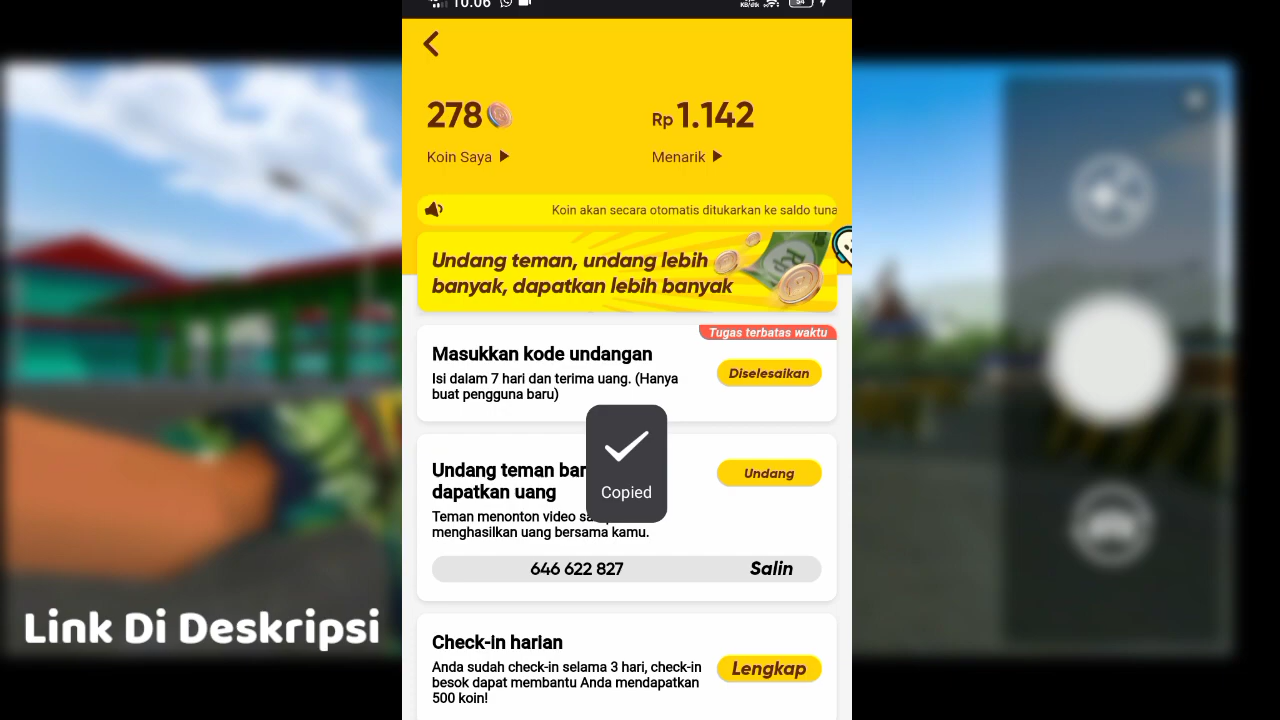 10.06
KB/dtk
54
278
Rp 1.142
Koin Saya
Menarik
Koin akan secara otomatis ditukarkan ke saldo tuna
Undang teman, undang lebih
banyak, dapatkan lebih banyak
Rp
Tugas terbatas waktu
Masukkan kode undangan
Isi dalam 7 hari dan terima uang. (Hanya
buat pengguna baru)
Diselesaikan
Undang teman bar
dapatkan uang
Undang
Copied
Teman menonton video
menghasilkan uang bersama kamu.
646 622 827
Salin
Check-in harian
Anda sudah check-in selama 3 hari, check-in
besok dapat membantu Anda mendapatkan
500 koin!
Lengkap
Link Di Deskripsi